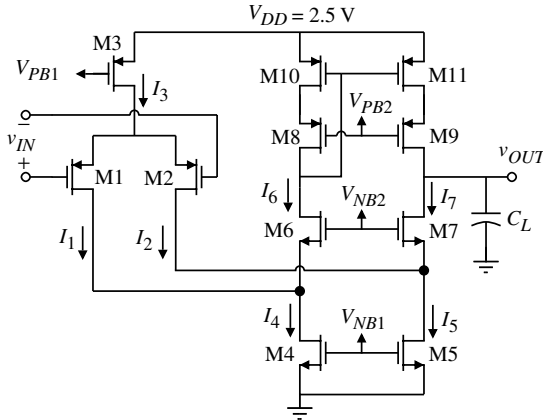 V_DD = 2.5 V
M3
V_PB1
I_3
M10
M11
V_PB2
M8
M9
−
v_IN
+
M1
M2
v_OUT
I_6
V_NB2
I_7
C_L
M6
M7
I_1
I_2
I_4
V_NB1
I_5
M4
M5